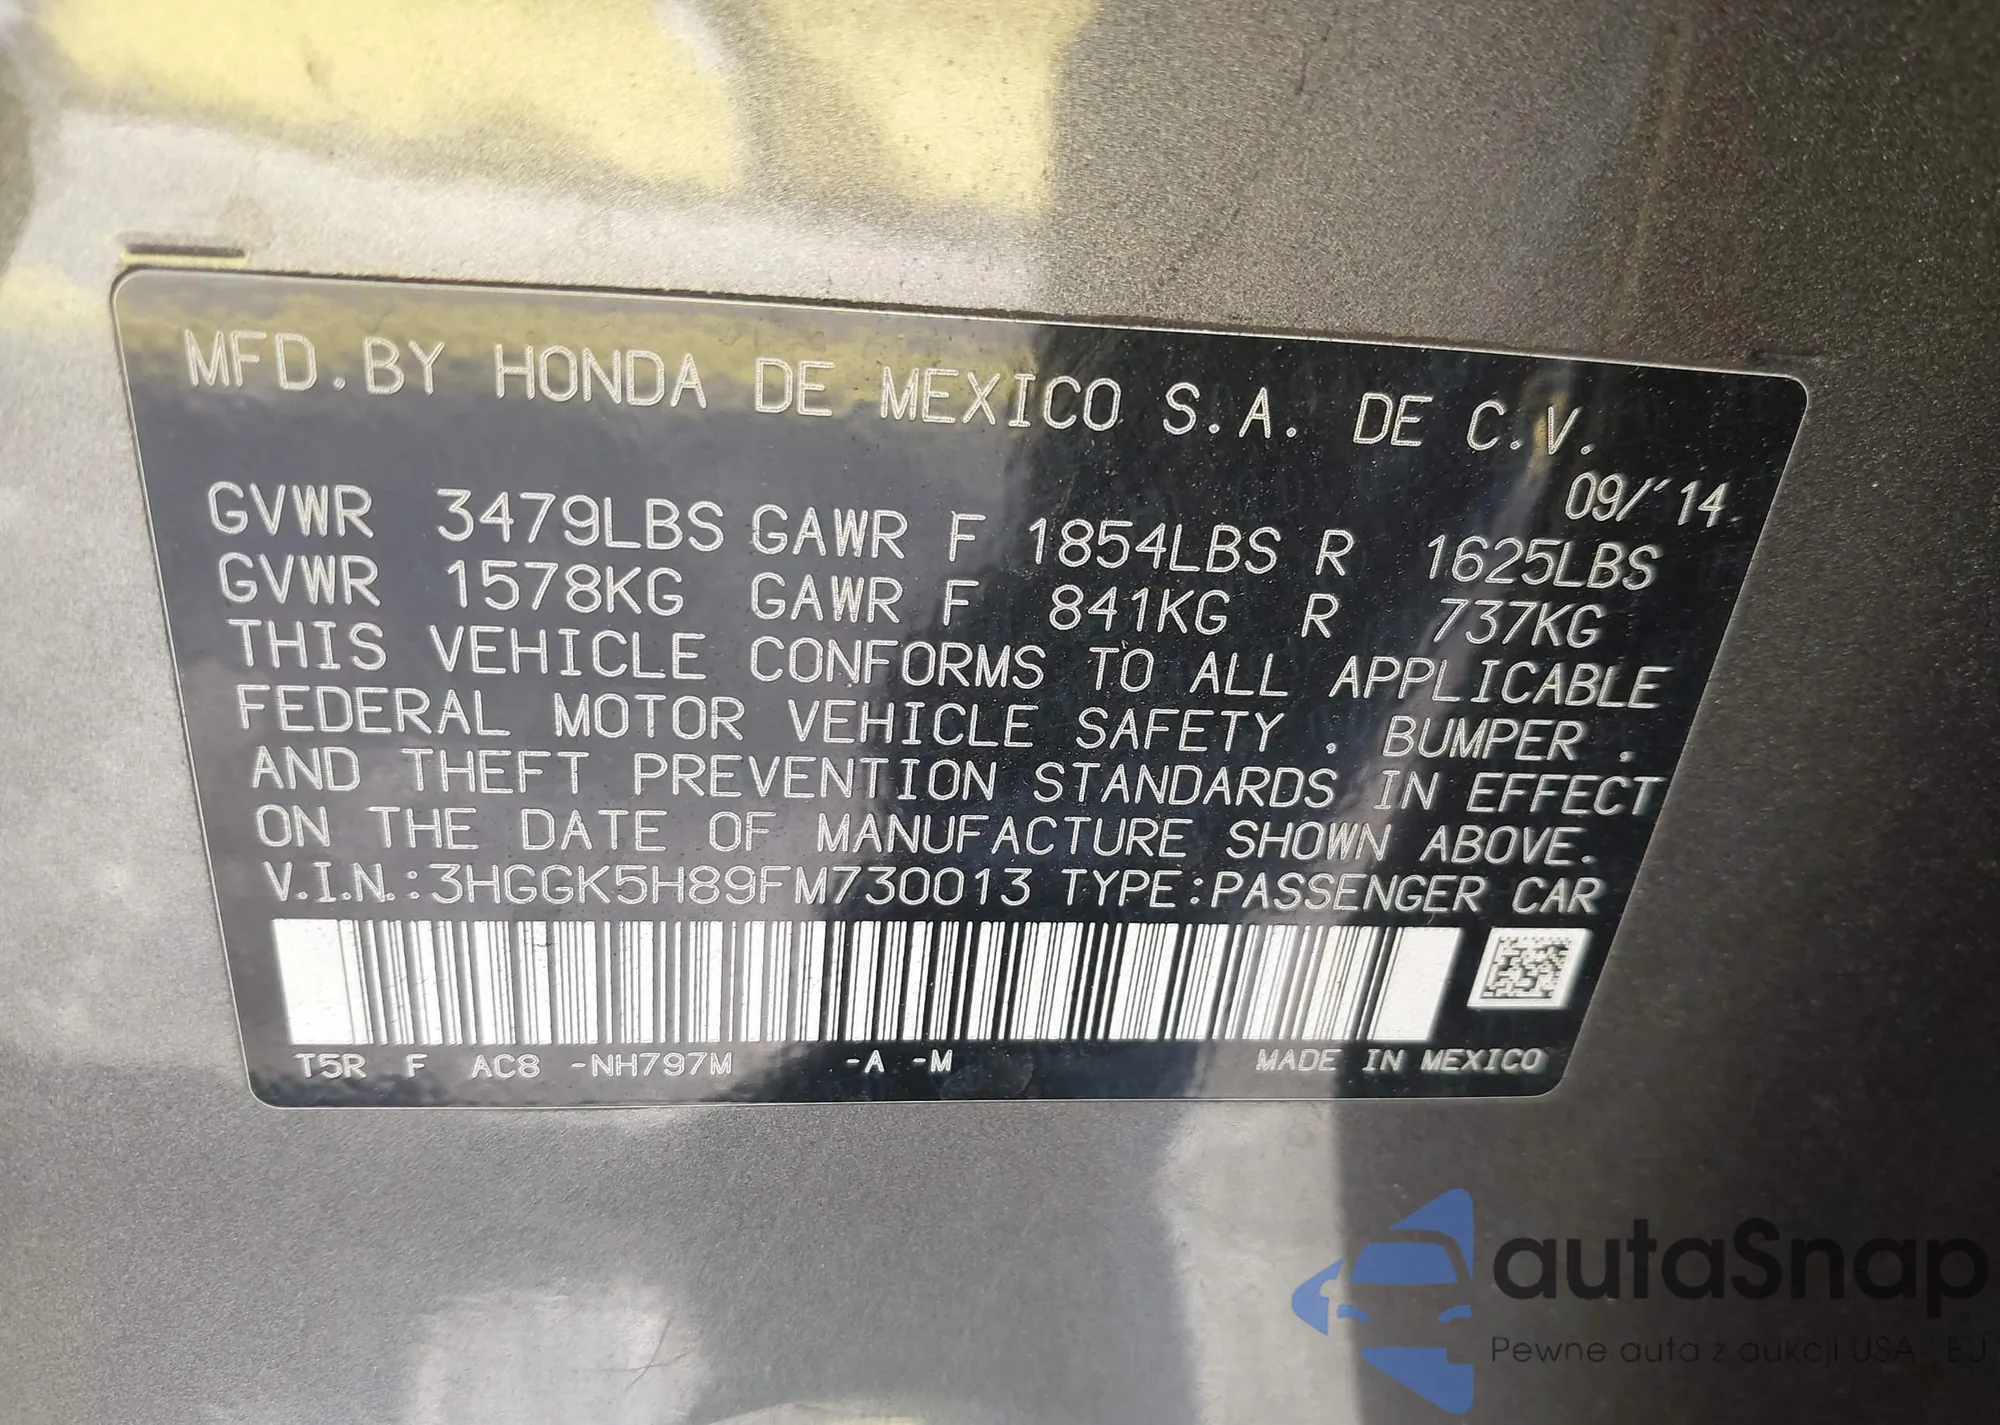 MFD.BY HONDA DE MEXICO S.A. DE C.V.
09/'14
GVWR 3479LBS GAWR F 1854LBS R 1625LBS
GVWR 1578KG GAWR F 841KG R 737KG
THIS VEHICLE CONFORMS TO ALL APPLICABLE
FEDERAL MOTOR VEHICLE SAFETY , BUMPER ,
AND THEFT PREVENTION STANDARDS IN EFFECT
ON THE DATE OF MANUFACTURE SHOWN ABOVE.
V.I.N.:3HGGK5H89FM730013 TYPE:PASSENGER CAR
T5R F AC8 -NH797M -A -M MADE IN MEXICO
autaSnap
Pewne auta z aukcji USA i EU